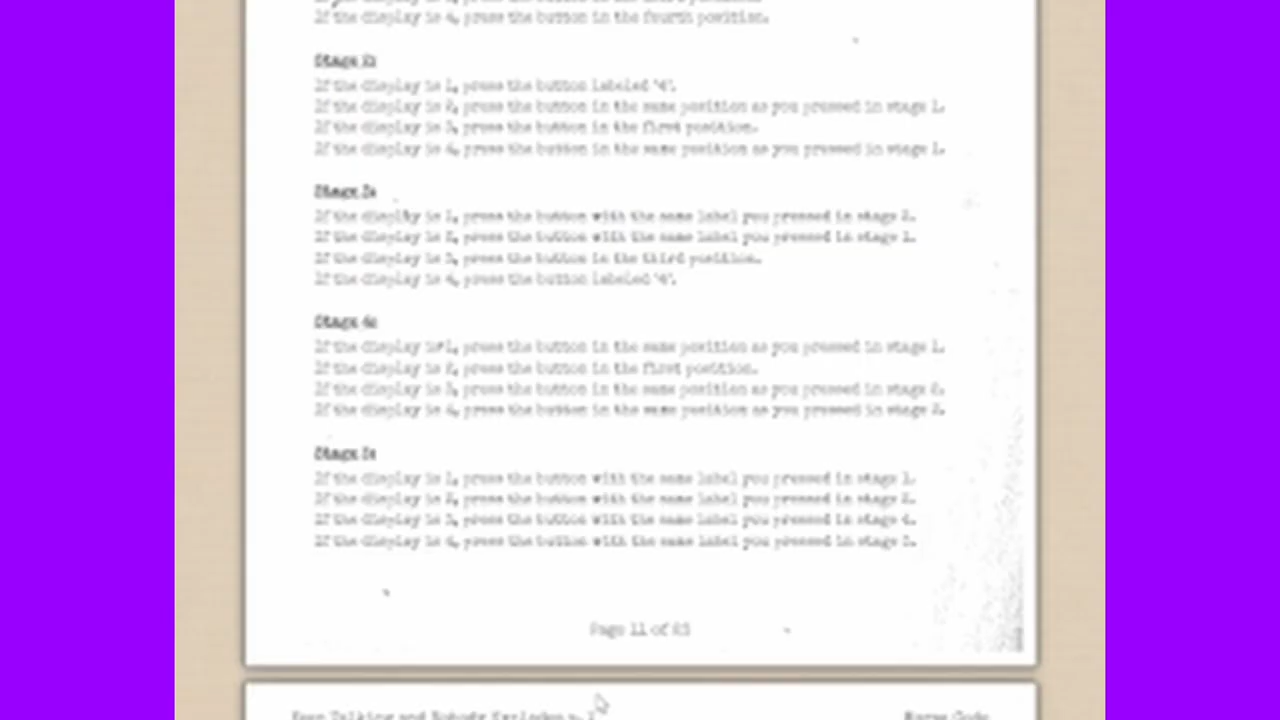 If the display is 4, press the button in the fourth position.
Stage 2:
If the display is 1, press the button labeled "4".
If the display is 2, press the button in the same position as you pressed in stage 1.
If the display is 3, press the button in the first position.
If the display is 4, press the button in the same position as you pressed in stage 1.
Stage 3:
If the display is 1, press the button with the same label you pressed in stage 2.
If the display is 2, press the button with the same label you pressed in stage 1.
If the display is 3, press the button in the third position.
If the display is 4, press the button labeled "4".
Stage 4:
If the display is 1, press the button in the same position as you pressed in stage 1.
If the display is 2, press the button in the first position.
If the display is 3, press the button in the same position as you pressed in stage 2.
If the display is 4, press the button in the same position as you pressed in stage 2.
Stage 5:
If the display is 1, press the button with the same label you pressed in stage 1.
If the display is 2, press the button with the same label you pressed in stage 2.
If the display is 3, press the button with the same label you pressed in stage 4.
If the display is 4, press the button with the same label you pressed in stage 3.
Page 11 of 23
Keep Talking and Nobody Explodes v. 1
Morse Code